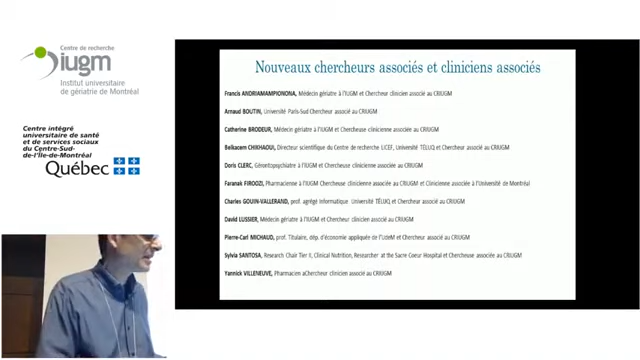 Centre de recherche
iugm
Institut universitaire
de gériatrie de Montréal
Centre intégré
universitaire de santé
et de services sociaux
du Centre-Sud-
de-l'Île-de-Montréal
Québec
Nouveaux chercheurs associés et cliniciens associés
Francis ANDRIAMAMPIONONA, Médecin gériatre à l'IUGM et Chercheur clinicien associé au CRIUGM
Arnaud BOUTIN, Université Paris-Sud Chercheur associé au CRIUGM
Catherine BRODEUR, Médecin gériatre à l'IUGM et Chercheuse clinicienne associée au CRIUGM
Belkacem CHIKHAOUI, Directeur scientifique du Centre de recherche LICEF, Université TÉLUQ et Chercheur associé au CRIUGM
Doris CLERC, Gérontopsychiatre à l'IUGM et Chercheuse clinicienne associée au CRIUGM
Faranak FIROOZI, Pharmacienne à l'IUGM Chercheuse clinicienne associée au CRIUGM et Clinicienne associée à l'Université de Montréal
Charles GOUIN-VALLERAND, prof. agrégé informatique Université TÉLUQ et Chercheur associé au CRIUGM
David LUSSIER, Médecin gériatre à l'IUGM et Chercheur clinicien associé au CRIUGM
Pierre-Carl MICHAUD, prof. Titulaire, dép. d'économie appliquée de l'UdeM et Chercheur associé au CRIUGM
Sylvia SANTOSA, Research Chair Tier II, Clinical Nutrition, Researcher at the Sacre Coeur Hospital et Chercheuse associée au CRIUGM
Yannick VILLENEUVE, Pharmacien aChercheur clinicien associé au CRIUGM